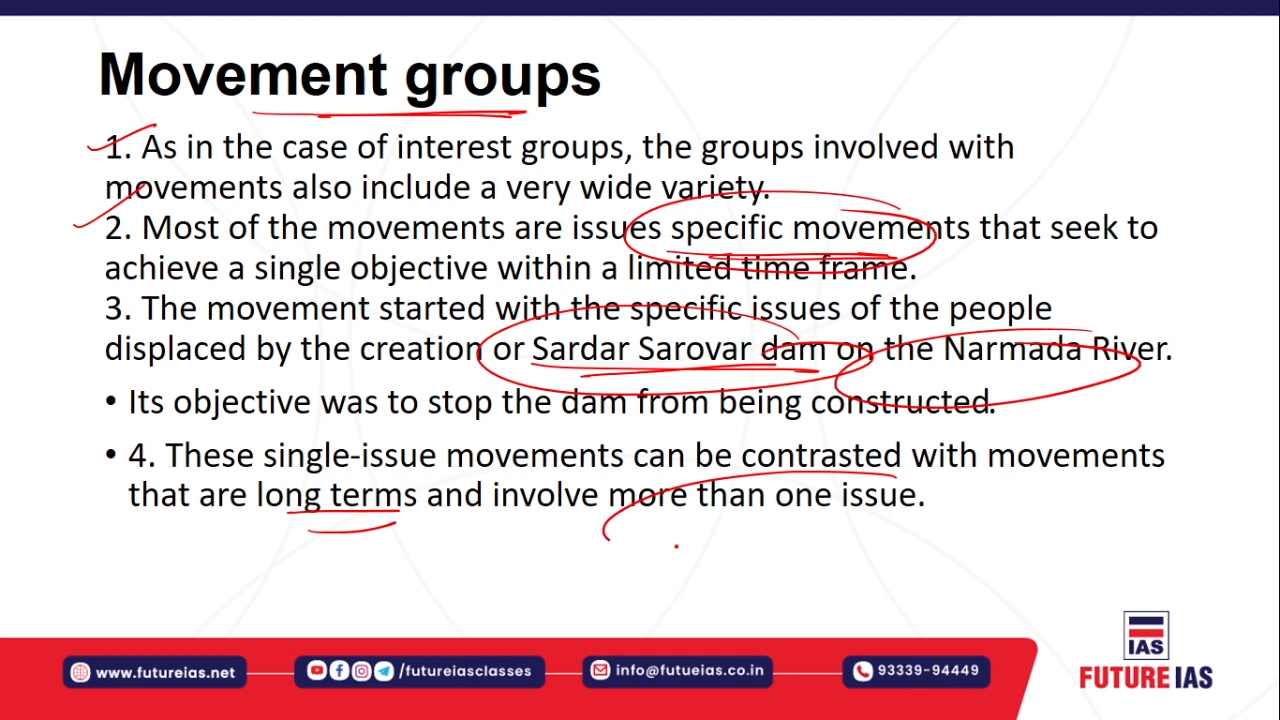 Movement groups
1. As in the case of interest groups, the groups involved with
movements also include a very wide variety.
2. Most of the movements are issues specific movements that seek to
achieve a single objective within a limited time frame.
3. The movement started with the specific issues of the people
displaced by the creation or Sardar Sarovar dam on the Narmada River.
• Its objective was to stop the dam from being constructed.
• 4. These single-issue movements can be contrasted with movements
that are long terms and involve more than one issue.
IAS
www.futureias.net
/futureiasclasses
info@futueias.co.in
93339-94449
FUTURE IAS